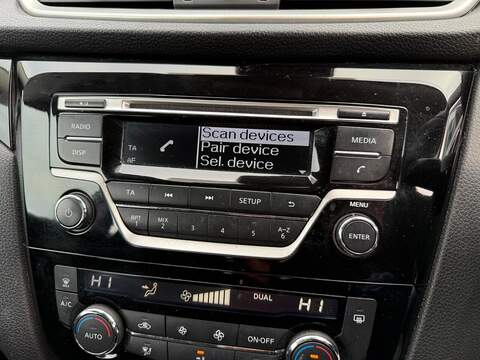 RADIO
DISP
TA
AF
Scan devices
Pair device
Sel. device
MEDIA
TA
SETUP
RPT
1
MIX
2
3
4
5
A-Z
6
MENU
ENTER
HI
DUAL
HI
A/C
AUTO
ON·OFF